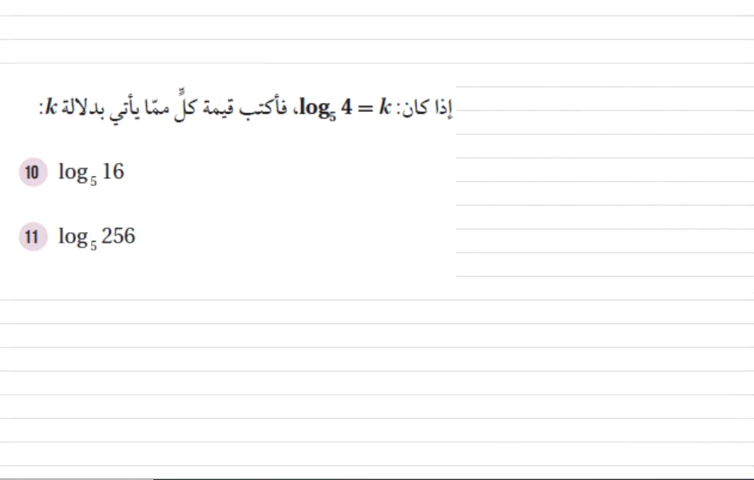 إذا كان: log₅ 4 = k، فأكتب قيمة كلٍّ ممّا يأتي بدلالة k:
10 log₅ 16
11 log₅ 256